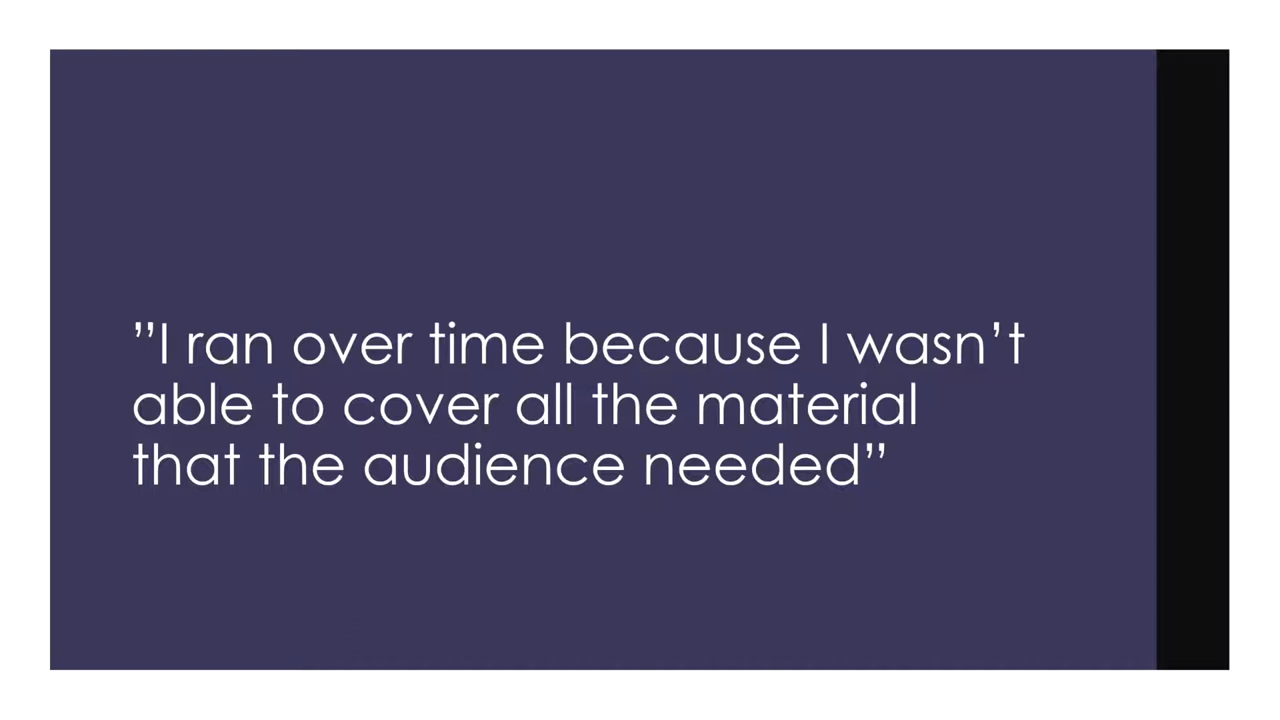 ”I ran over time because I wasn’t
able to cover all the material
that the audience needed”